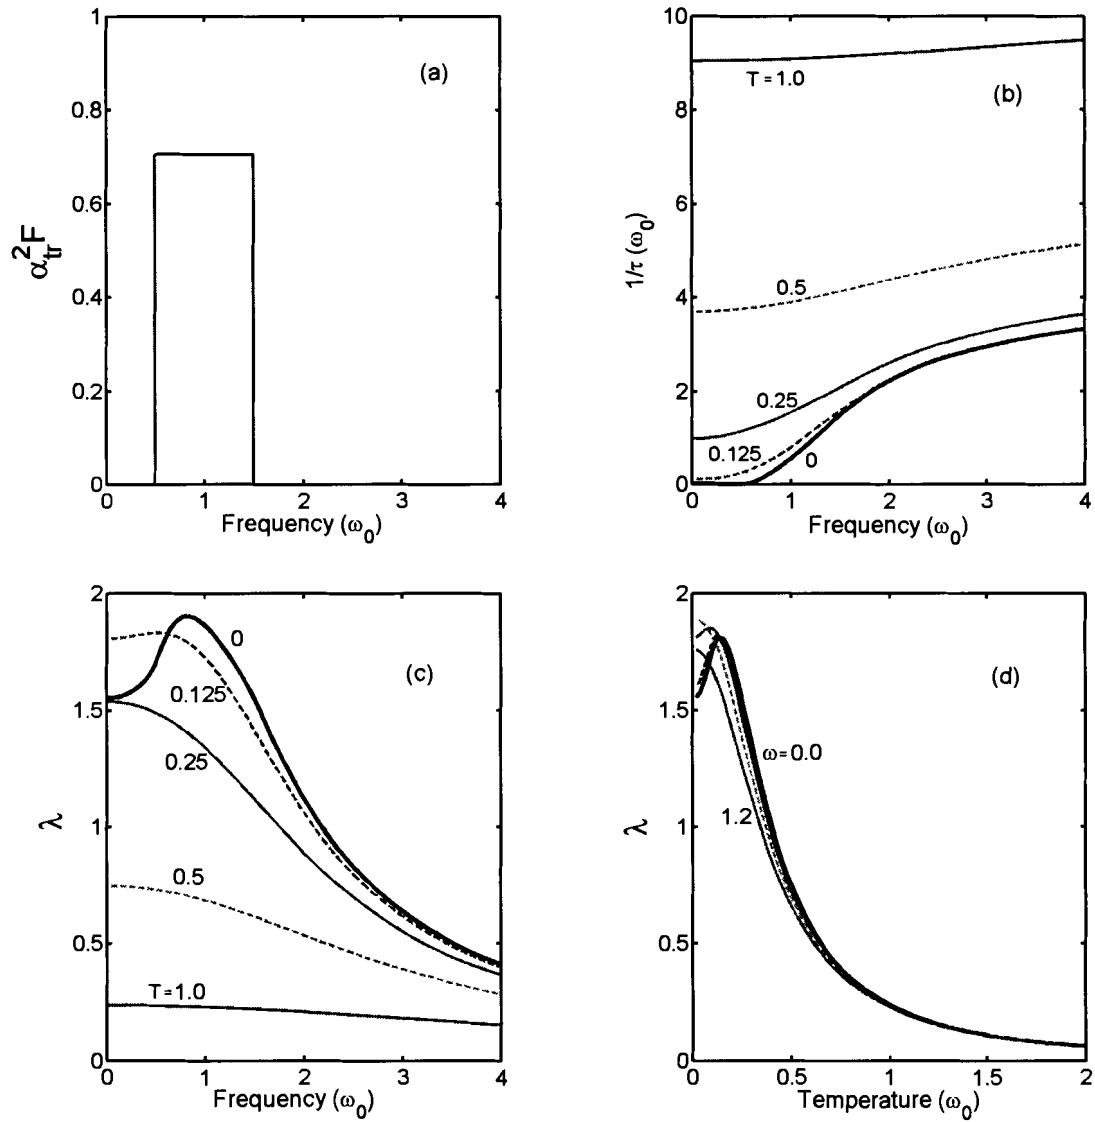 1
0.8
0.6
0.4
0.2
0
(a)
α²ₜᵣF
0 1 2 3 4
Frequency (ω₀)
10
8
6
4
2
0
T = 1.0
(b)
0.5
0.25
0.125
0
1/τ (ω₀)
0 1 2 3 4
Frequency (ω₀)
2
1.5
1
0.5
0
0
(c)
0.125
0.25
0.5
T = 1.0
λ
0 1 2 3 4
Frequency (ω₀)
2
1.5
1
0.5
0
(d)
ω=0.0
1.2
λ
0 0.5 1 1.5 2
Temperature (ω₀)